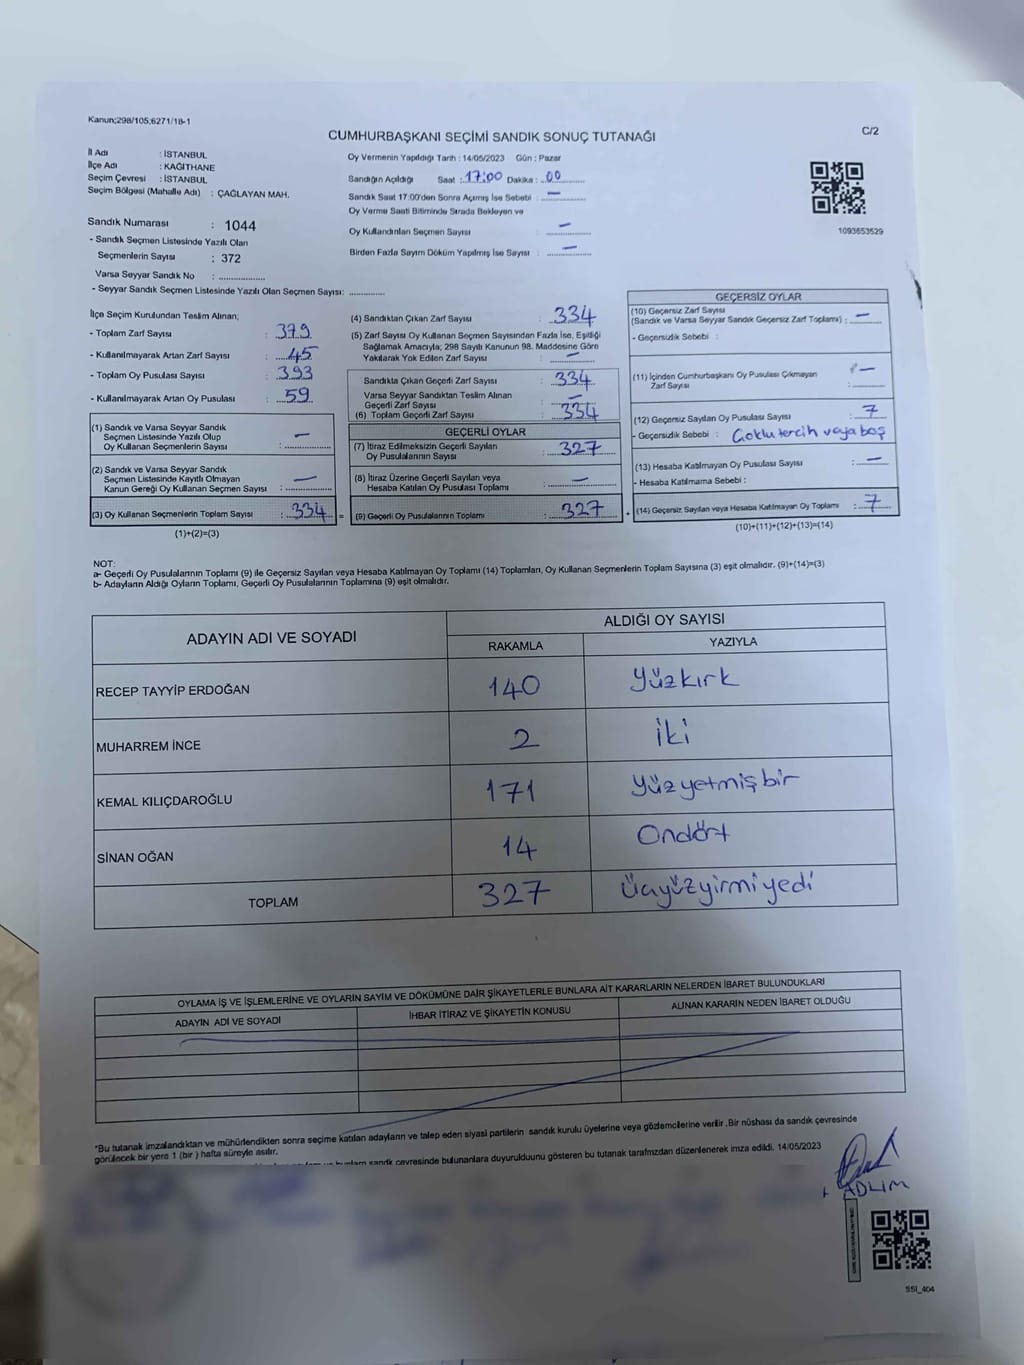 Kanun;298/105,6271/18-1
CUMHURBAŞKANI SEÇİMİ SANDIK SONUÇ TUTANAĞI
C/2
İl Adı : İSTANBUL
İlçe Adı : KAĞITHANE
Seçim Çevresi : İSTANBUL
Seçim Bölgesi (Mahalle Adı) : ÇAĞLAYAN MAH.
Sandık Numarası : 1044
- Sandık Seçmen Listesinde Yazılı Olan
Seçmenlerin Sayısı : 372
Varsa Seyyar Sandık No : ..................
- Seyyar Sandık Seçmen Listesinde Yazılı Olan Seçmen Sayısı: .............
Oy Vermenin Yapıldığı Tarih : 14/05/2023 Gün : Pazar
Sandığın Açıldığı Saat : 17:00 Dakika : 00
Sandık Saat 17:00'den Sonra Açılmış İse Sebebi : —
Oy Verme Saati Bitiminde Sırada Bekleyen ve
Oy Kullandırılan Seçmen Sayısı : —
Birden Fazla Sayım Döküm Yapılmış İse Sayısı : —
1093653529
İlçe Seçim Kurulundan Teslim Alınan;
- Toplam Zarf Sayısı : 379
- Kullanılmayarak Artan Zarf Sayısı : 45
- Toplam Oy Pusulası Sayısı : 393
- Kullanılmayarak Artan Oy Pusulası : 59
(1) Sandık ve Varsa Seyyar Sandık
Seçmen Listesinde Yazılı Olup
Oy Kullanan Seçmenlerin Sayısı : —
(2) Sandık ve Varsa Seyyar Sandık
Seçmen Listesinde Kayıtlı Olmayan
Kanun Gereği Oy Kullanan Seçmen Sayısı : —
(3) Oy Kullanan Seçmenlerin Toplam Sayısı : 334
(1)+(2)=(3)
(4) Sandıktan Çıkan Zarf Sayısı : 334
(5) Zarf Sayısı Oy Kullanan Seçmen Sayısından Fazla İse, Eşitliği
Sağlamak Amacıyla; 298 Sayılı Kanunun 98. Maddesine Göre
Yakılarak Yok Edilen Zarf Sayısı : —
Sandıkta Çıkan Geçerli Zarf Sayısı : 334
Varsa Seyyar Sandıktan Teslim Alınan
Geçerli Zarf Sayısı : —
(6) Toplam Geçerli Zarf Sayısı : 334
GEÇERLİ OYLAR
(7) İtiraz Edilmeksizin Geçerli Sayılan
Oy Pusulalarının Sayısı : 327
(8) İtiraz Üzerine Geçerli Sayılan veya
Hesaba Katılan Oy Pusulası Toplamı : —
= (9) Geçerli Oy Pusulalarının Toplamı : 327
GEÇERSİZ OYLAR
(10) Geçersiz Zarf Sayısı
(Sandık ve Varsa Seyyar Sandık Geçersiz Zarf Toplamı) : —
- Geçersizlik Sebebi :
(11) İçinden Cumhurbaşkanı Oy Pusulası Çıkmayan
Zarf Sayısı : —
(12) Geçersiz Sayılan Oy Pusulası Sayısı : 7
- Geçersizlik Sebebi : Çoklu tercih veya boş
(13) Hesaba Katılmayan Oy Pusulası Sayısı : —
- Hesaba Katılmama Sebebi :
+ (14) Geçersiz Sayılan veya Hesaba Katılmayan Oy Toplamı : 7
(10)+(11)+(12)+(13)=(14)
NOT:
a- Geçerli Oy Pusulalarının Toplamı (9) ile Geçersiz Sayılan veya Hesaba Katılmayan Oy Toplamı (14) Toplamları, Oy Kullanan Seçmenlerin Toplam Sayısına (3) eşit olmalıdır. (9)+(14)=(3)
b- Adayların Aldığı Oyların Toplamı, Geçerli Oy Pusulalarının Toplamına (9) eşit olmalıdır.
ADAYIN ADI VE SOYADI
ALDIĞI OY SAYISI
RAKAMLA YAZIYLA
RECEP TAYYİP ERDOĞAN 140 Yüzkırk
MUHARREM İNCE 2 İki
KEMAL KILIÇDAROĞLU 171 Yüzyetmişbir
SİNAN OĞAN 14 Ondört
TOPLAM 327 Üçyüzyirmiyedi
OYLAMA İŞ VE İŞLEMLERİNE VE OYLARIN SAYIM VE DÖKÜMÜNE DAİR ŞİKAYETLERLE BUNLARA AİT KARARLARIN NELERDEN İBARET BULUNDUKLARI
ADAYIN ADI VE SOYADI İHBAR İTİRAZ VE ŞİKAYETİN KONUSU ALINAN KARARIN NEDEN İBARET OLDUĞU
*Bu tutanak imzalandıktan ve mühürlendikten sonra seçime katılan adayların ve talep eden siyasi partilerin sandık kurulu üyelerine veya gözlemcilerine verilir. Bir nüshası da sandık çevresinde
görülecek bir yere 1 (bir) hafta süreyle asılır.
sandık çevresinde bulunanlara duyurulduunu gösteren bu tutanak tarafımızdan düzenlenerek imza edildi. 14/05/2023
SSI_404